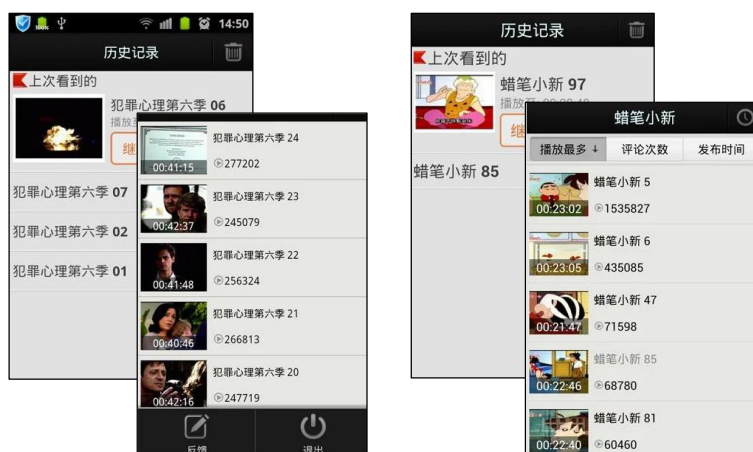 100%
14:50
历史记录
上次看到的
犯罪心理第六季 06
播放至
继
犯罪心理第六季 07
犯罪心理第六季 02
犯罪心理第六季 01
00:41:15
犯罪心理第六季 24
277202
00:42:37
犯罪心理第六季 23
245079
00:41:48
犯罪心理第六季 22
256324
00:40:46
犯罪心理第六季 21
266813
00:42:16
犯罪心理第六季 20
247719
反馈
退出
历史记录
上次看到的
蜡笔小新 97
继
蜡笔小新 85
蜡笔小新
播放最多↓
评论次数
发布时间
蜡笔小新 5
00:23:02
1535827
蜡笔小新 6
00:23:05
435085
蜡笔小新 47
00:21:47
71598
蜡笔小新 85
00:22:46
68780
蜡笔小新 81
00:22:40
60460